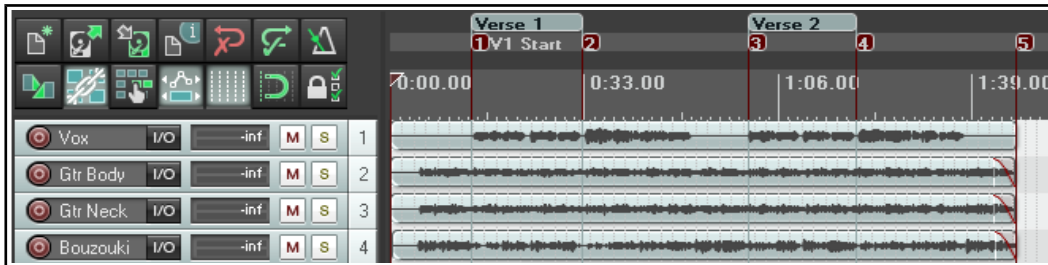 Verse 1 Verse 2
1 V1 Start 2 3 4 5
0:00.00 0:33.00 1:06.00 1:39.00
Vox I/O -inf M S 1
Gtr Body I/O -inf M S 2
Gtr Neck I/O -inf M S 3
Bouzouki I/O -inf M S 4